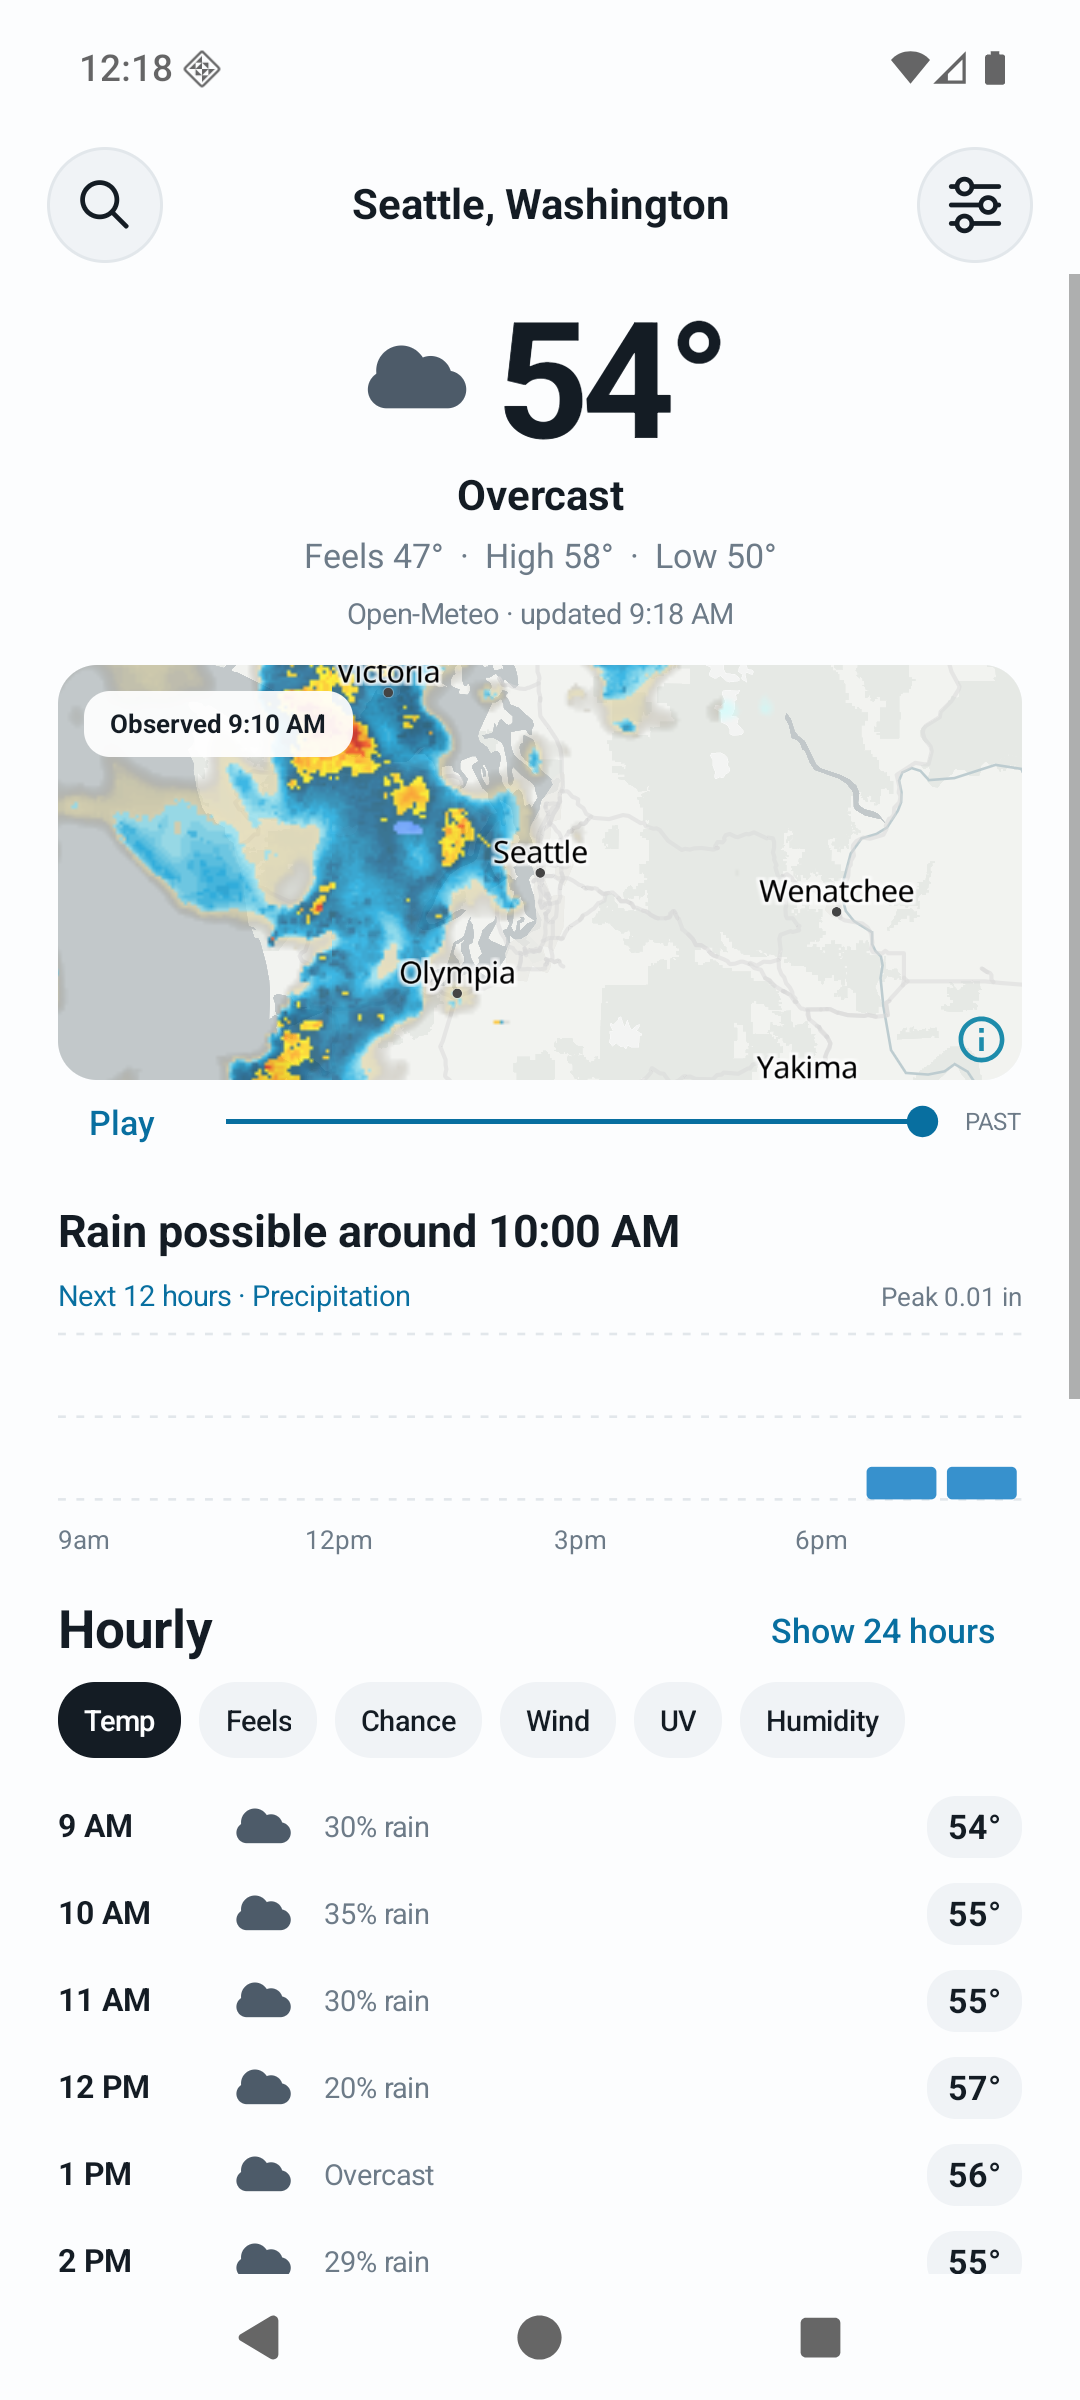 12:18
Seattle, Washington
54°
Overcast
Feels 47° · High 58° · Low 50°
Open-Meteo · updated 9:18 AM
Victoria
Observed 9:10 AM
Seattle
Wenatchee
Olympia
Yakima
Play
PAST
Rain possible around 10:00 AM
Next 12 hours · Precipitation
Peak 0.01 in
9am 12pm 3pm 6pm
Hourly
Show 24 hours
Temp Feels Chance Wind UV Humidity
9 AM 30% rain 54°
10 AM 35% rain 55°
11 AM 30% rain 55°
12 PM 20% rain 57°
1 PM Overcast 56°
2 PM 29% rain 55°